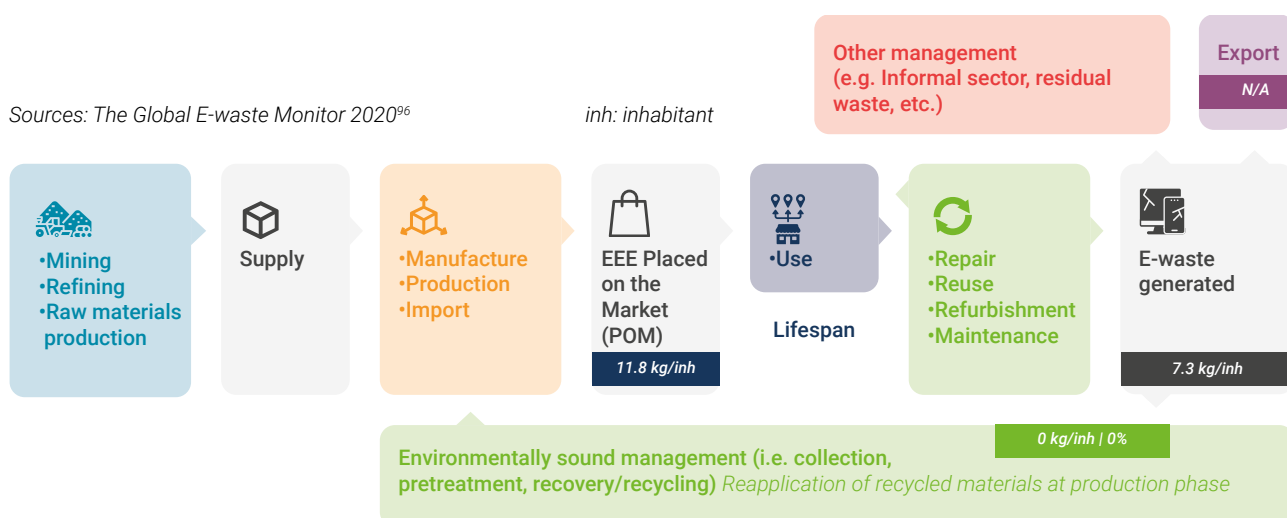 Other management
(e.g. Informal sector, residual
waste, etc.)
Export
N/A
Sources: The Global E-waste Monitor 2020⁹⁶
inh: inhabitant
•Mining
•Refining
•Raw materials
production
Supply
•Manufacture
•Production
•Import
EEE Placed
on the
Market
(POM)
11.8 kg/inh
•Use
Lifespan
•Repair
•Reuse
•Refurbishment
•Maintenance
E-waste
generated
7.3 kg/inh
0 kg/inh | 0%
Environmentally sound management (i.e. collection,
pretreatment, recovery/recycling) Reapplication of recycled materials at production phase